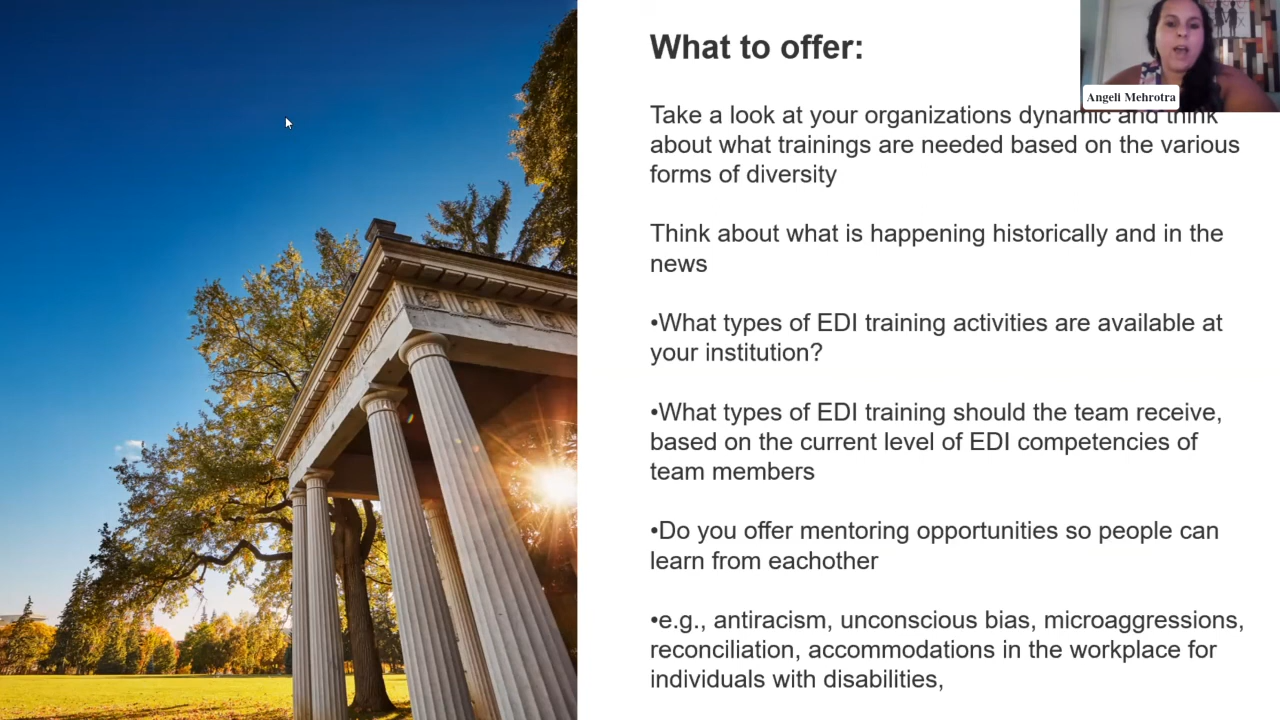 What to offer:
Angeli Mehrotra
Take a look at your organizations dynamic and think
about what trainings are needed based on the various
forms of diversity
Think about what is happening historically and in the
news
•What types of EDI training activities are available at
your institution?
•What types of EDI training should the team receive,
based on the current level of EDI competencies of
team members
•Do you offer mentoring opportunities so people can
learn from eachother
•e.g., antiracism, unconscious bias, microaggressions,
reconciliation, accommodations in the workplace for
individuals with disabilities,